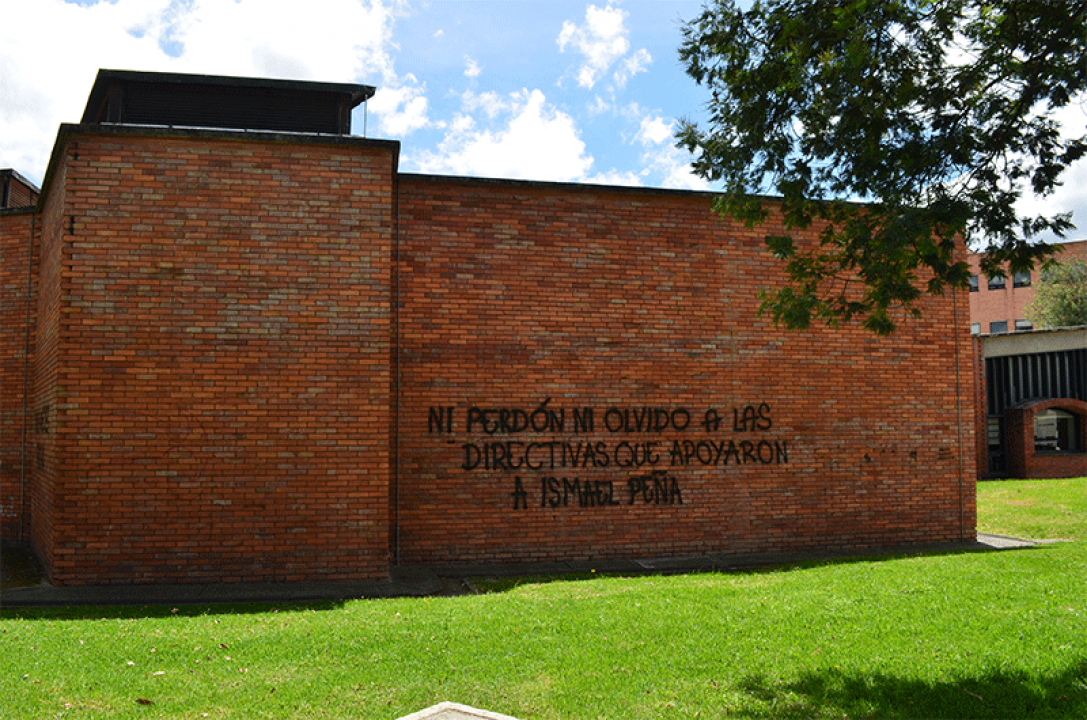 NI PERDÓN NI OLVIDO A LAS
DIRECTIVAS QUE APOYARON
A ISMAEL PEÑA